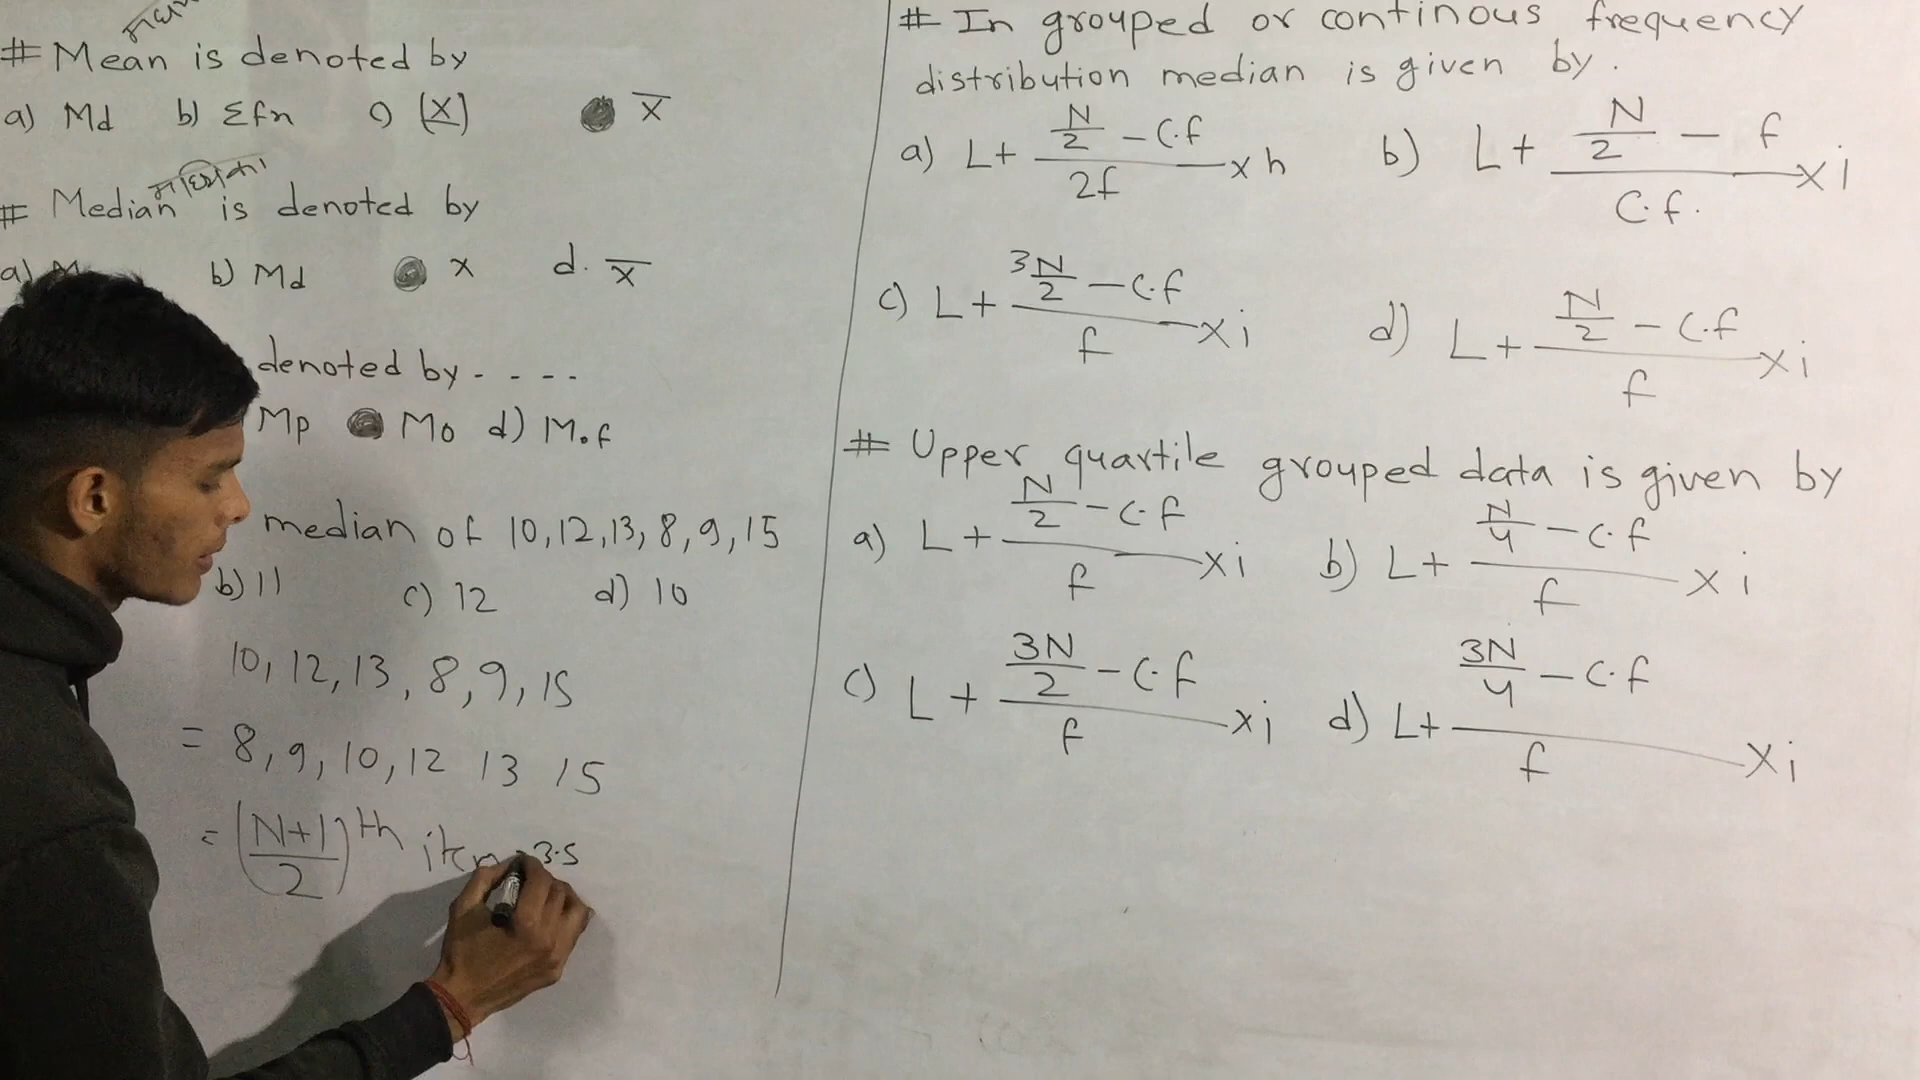 # Mean is denoted by
a) Md b) Σfn c) (X) x̄
# Median is denoted by
a) b) Md x d. x̄
denoted by - - - -
Mp Mo d) M.f
median of 10,12,13,8,9,15
b) 11 c) 12 d) 10
10, 12, 13, 8, 9, 15
= 8, 9, 10, 12 13 15
= (N+1/2)th item = 3.5
# In grouped or continous frequency
distribution median is given by.
a) L + (N/2 - C.f)/2f x h b) L + (N/2 - f)/C.f. x i
c) L + (3N/2 - C.f)/f x i d) L + (N/2 - C.f)/f x i
# Upper quartile grouped data is given by
a) L + (N/2 - C.f)/f x i b) L + (N/4 - C.f)/f x i
c) L + (3N/2 - C.f)/f x i d) L + (3N/4 - C.f)/f x i